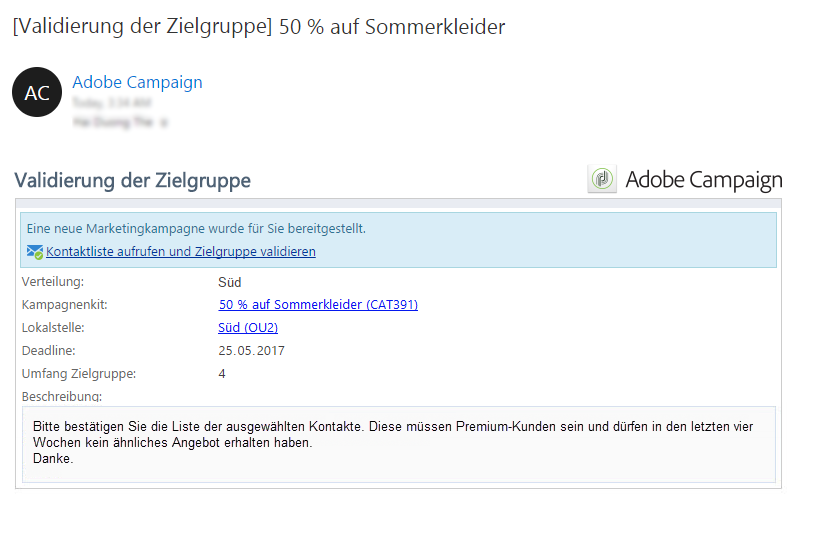 [Validierung der Zielgruppe] 50 % auf Sommerkleider
AC
Adobe Campaign
Validierung der Zielgruppe
Adobe Campaign
Eine neue Marketingkampagne wurde für Sie bereitgestellt.
Kontaktliste aufrufen und Zielgruppe validieren
Verteilung: Süd
Kampagnenkit: 50 % auf Sommerkleider (CAT391)
Lokalstelle: Süd (OU2)
Deadline: 25.05.2017
Umfang Zielgruppe: 4
Beschreibung:
Bitte bestätigen Sie die Liste der ausgewählten Kontakte. Diese müssen Premium-Kunden sein und dürfen in den letzten vier
Wochen kein ähnliches Angebot erhalten haben.
Danke.